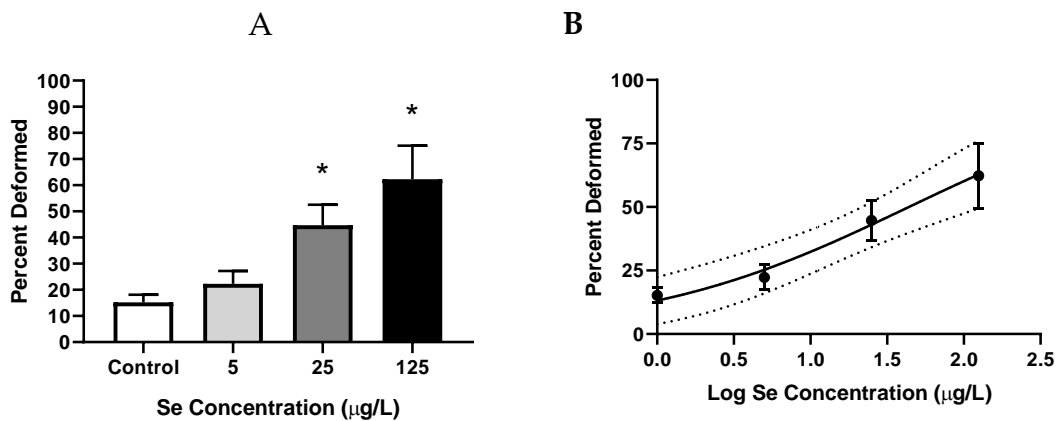 A
B
100
90
80
70
60
50
40
30
20
10
0
Percent Deformed
*
*
Control 5 25 125
Se Concentration (μg/L)
100
75
50
25
0
Percent Deformed
0.0 0.5 1.0 1.5 2.0 2.5
Log Se Concentration (μg/L)